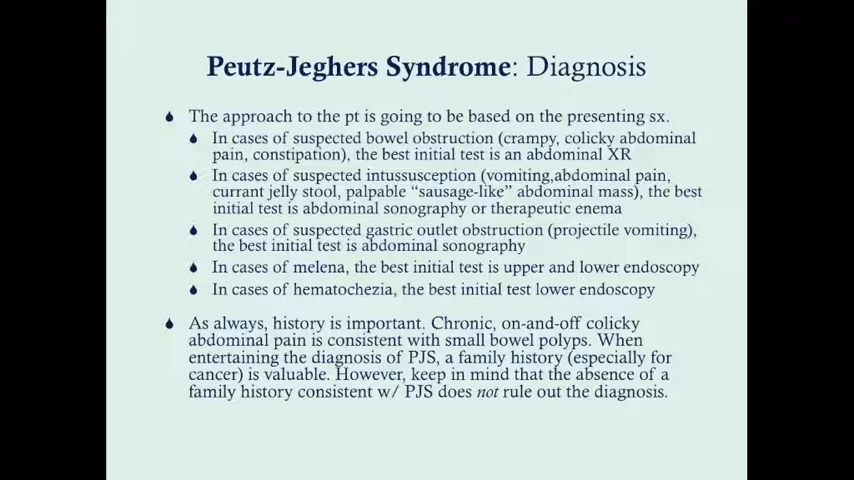 Peutz-Jeghers Syndrome: Diagnosis
The approach to the pt is going to be based on the presenting sx.
In cases of suspected bowel obstruction (crampy, colicky abdominal
pain, constipation), the best initial test is an abdominal XR
In cases of suspected intussusception (vomiting,abdominal pain,
currant jelly stool, palpable “sausage-like” abdominal mass), the best
initial test is abdominal sonography or therapeutic enema
In cases of suspected gastric outlet obstruction (projectile vomiting),
the best initial test is abdominal sonography
In cases of melena, the best initial test is upper and lower endoscopy
In cases of hematochezia, the best initial test lower endoscopy
As always, history is important. Chronic, on-and-off colicky
abdominal pain is consistent with small bowel polyps. When
entertaining the diagnosis of PJS, a family history (especially for
cancer) is valuable. However, keep in mind that the absence of a
family history consistent w/ PJS does not rule out the diagnosis.